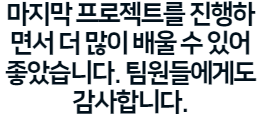 마지막 프로젝트를 진행하
면서 더 많이 배울 수 있어
좋았습니다. 팀원들에게도
감사합니다.